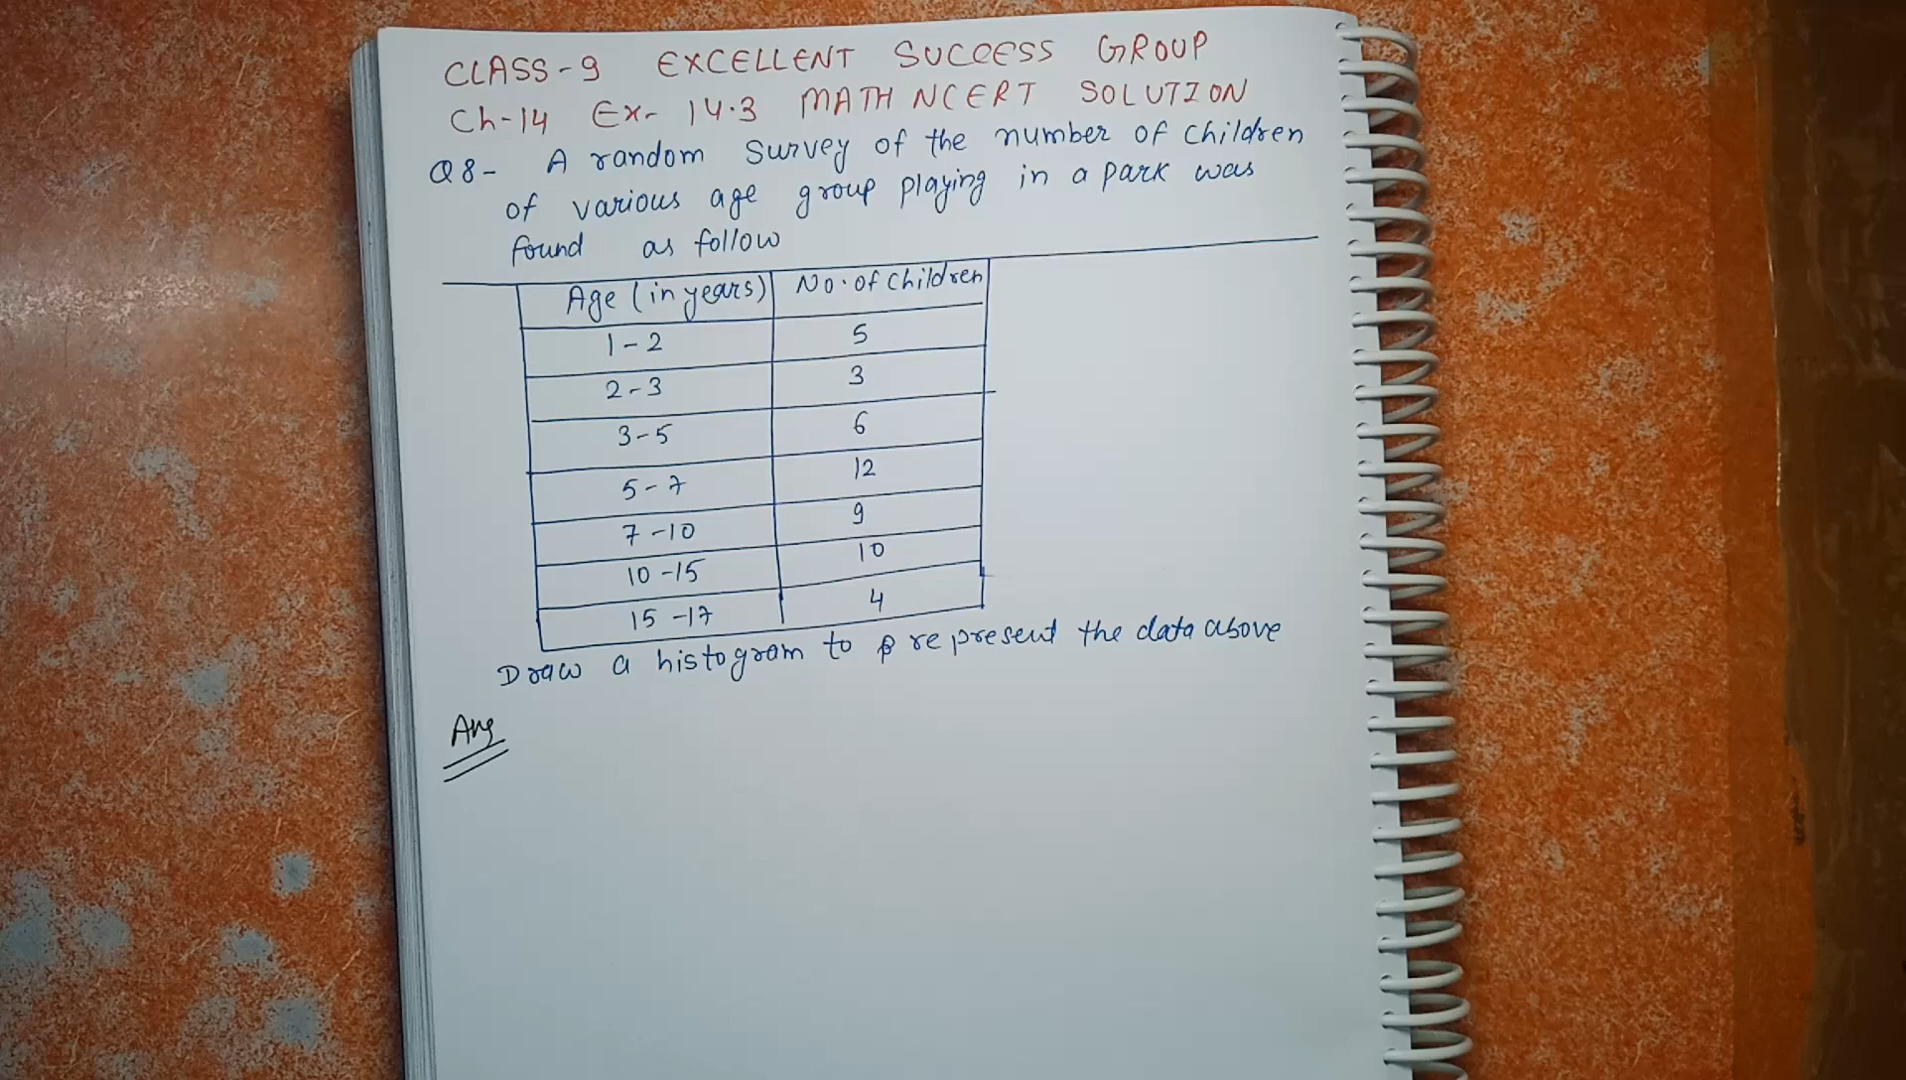 CLASS-9 EXCELLENT SUCCESS GROUP
Ch-14 Ex- 14.3 MATH NCERT SOLUTION
Q8- A random survey of the number of children
of various age group playing in a park was
found as follow
Age (in years) No. of children
1-2 5
2-3 3
3-5 6
5-7 12
7-10 9
10-15 10
15-17 4
Draw a histogram to represent the data above
Ans